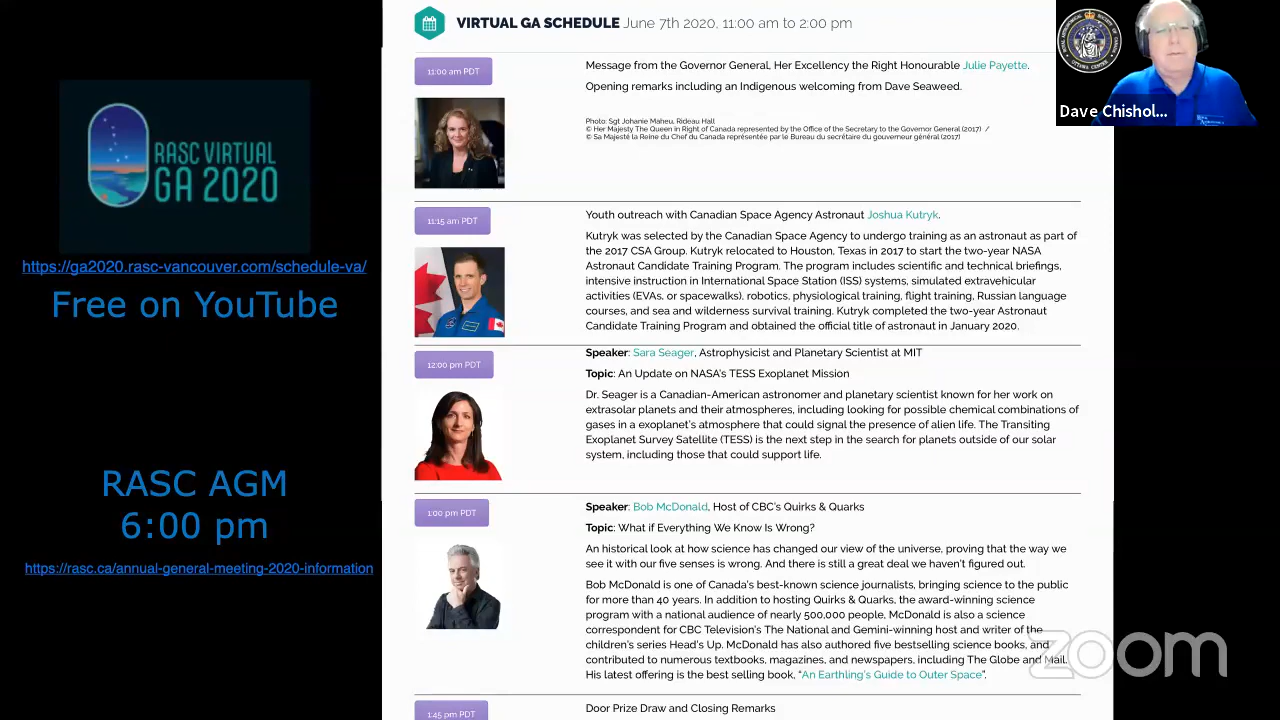 VIRTUAL GA SCHEDULE June 7th 2020, 11:00 am to 2:00 pm
11:00 am PDT
Message from the Governor General, Her Excellency the Right Honourable Julie Payette.
Opening remarks including an Indigenous welcoming from Dave Seaweed.
Photo: Sgt Johanie Maheu, Rideau Hall
© Her Majesty The Queen in Right of Canada represented by the Office of the Secretary to the Governor General (2017) /
© Sa Majesté la Reine du Chef du Canada représentée par le Bureau du secrétaire du gouverneur général (2017)
Dave Chishol...
RASC VIRTUAL
GA 2020
https://ga2020.rasc-vancouver.com/schedule-va/
Free on YouTube
RASC AGM
6:00 pm
https://rasc.ca/annual-general-meeting-2020-information
11:15 am PDT
Youth outreach with Canadian Space Agency Astronaut Joshua Kutryk.
Kutryk was selected by the Canadian Space Agency to undergo training as an astronaut as part of
the 2017 CSA Group. Kutryk relocated to Houston, Texas in 2017 to start the two-year NASA
Astronaut Candidate Training Program. The program includes scientific and technical briefings,
intensive instruction in International Space Station (ISS) systems, simulated extravehicular
activities (EVAs, or spacewalks), robotics, physiological training, flight training, Russian language
courses, and sea and wilderness survival training. Kutryk completed the two-year Astronaut
Candidate Training Program and obtained the official title of astronaut in January 2020.
12:00 pm PDT
Speaker: Sara Seager, Astrophysicist and Planetary Scientist at MIT
Topic: An Update on NASA's TESS Exoplanet Mission
Dr. Seager is a Canadian-American astronomer and planetary scientist known for her work on
extrasolar planets and their atmospheres, including looking for possible chemical combinations of
gases in a exoplanet's atmosphere that could signal the presence of alien life. The Transiting
Exoplanet Survey Satellite (TESS) is the next step in the search for planets outside of our solar
system, including those that could support life.
1:00 pm PDT
Speaker: Bob McDonald, Host of CBC's Quirks & Quarks
Topic: What if Everything We Know Is Wrong?
An historical look at how science has changed our view of the universe, proving that the way we
see it with our five senses is wrong. And there is still a great deal we haven't figured out.
Bob McDonald is one of Canada's best-known science journalists, bringing science to the public
for more than 40 years. In addition to hosting Quirks & Quarks, the award-winning science
program with a national audience of nearly 500,000 people, McDonald is also a science
correspondent for CBC Television's The National and Gemini-winning host and writer of the
children's series Head's Up. McDonald has also authored five bestselling science books, and
contributed to numerous textbooks, magazines, and newspapers, including The Globe and Mail.
His latest offering is the best selling book, "An Earthling's Guide to Outer Space".
zoom
1:45 pm PDT
Door Prize Draw and Closing Remarks